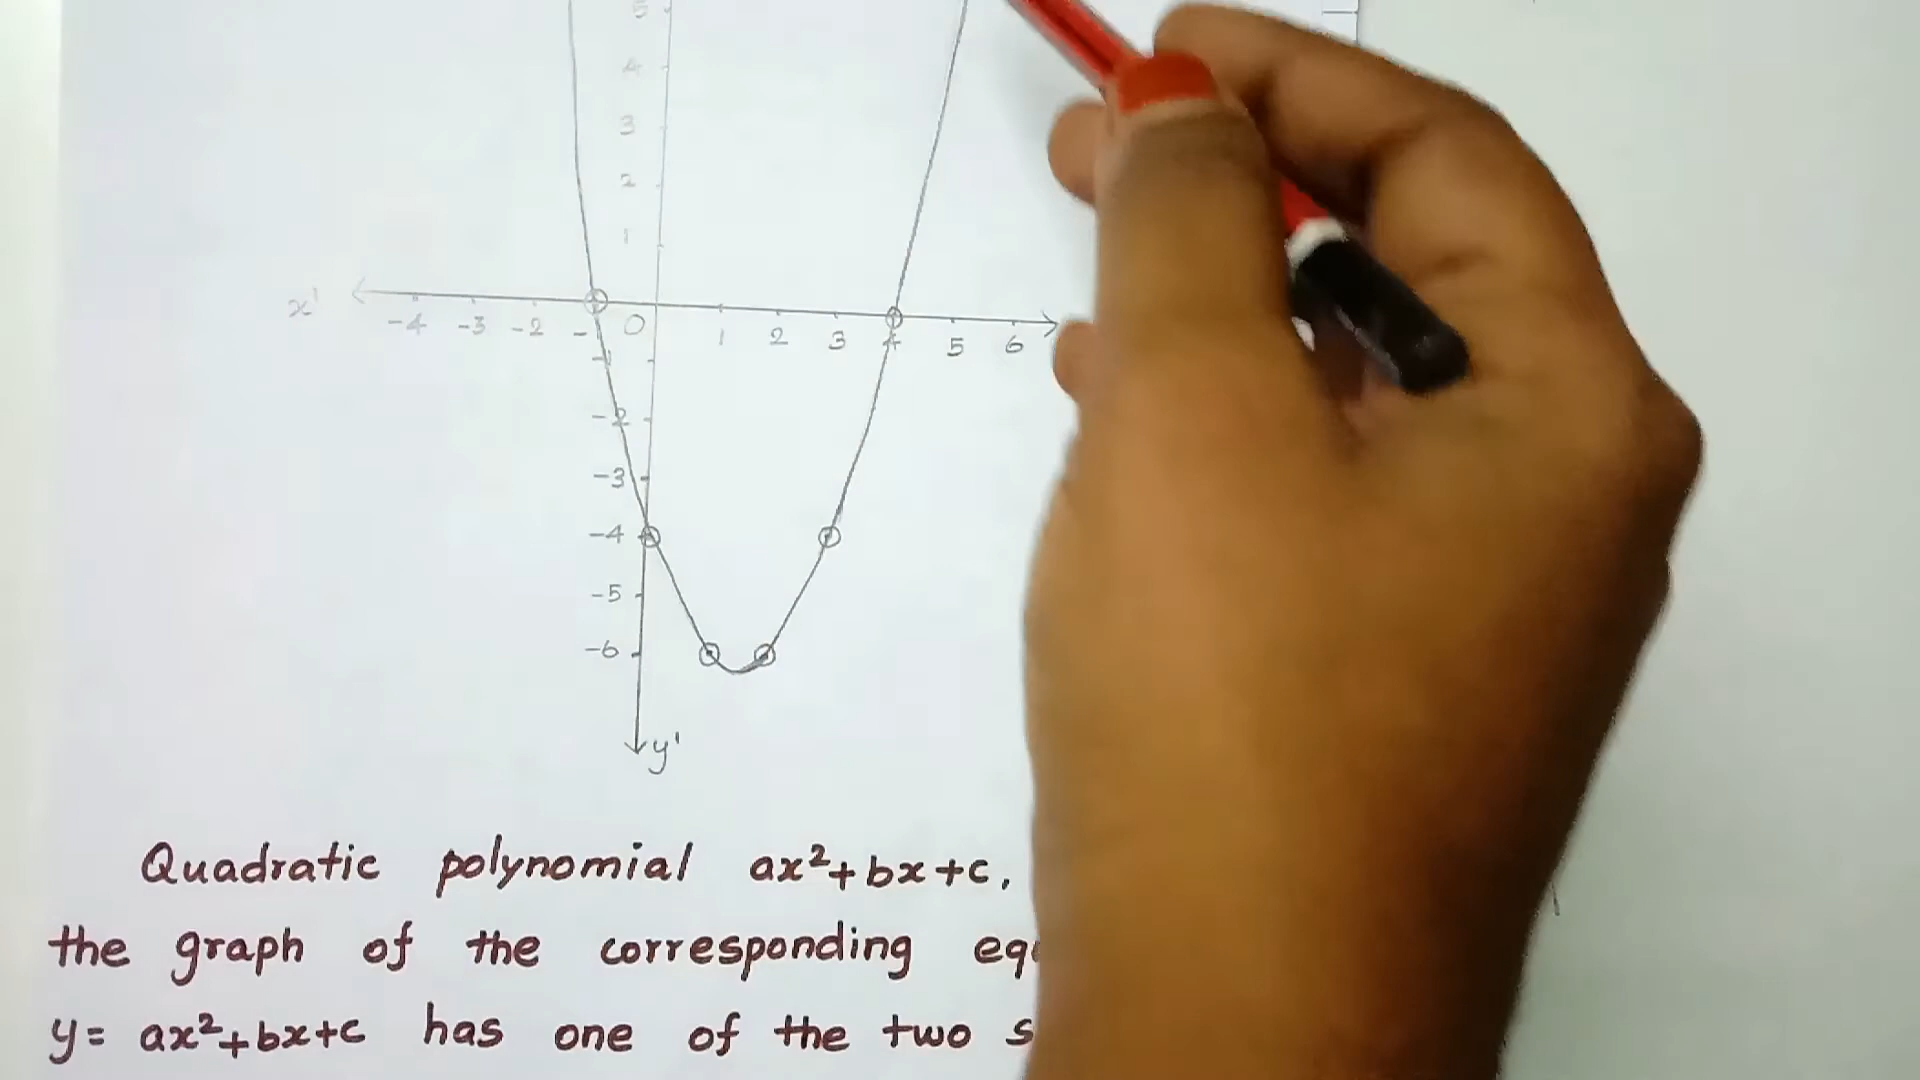 5
4
3
2
1
x'
-4 -3 -2 -1 0 1 2 3 4 5 6
-1
-2
-3
-4
-5
-6
y'
Quadratic polynomial ax²+bx+c,
the graph of the corresponding
y= ax²+bx+c has one of the two